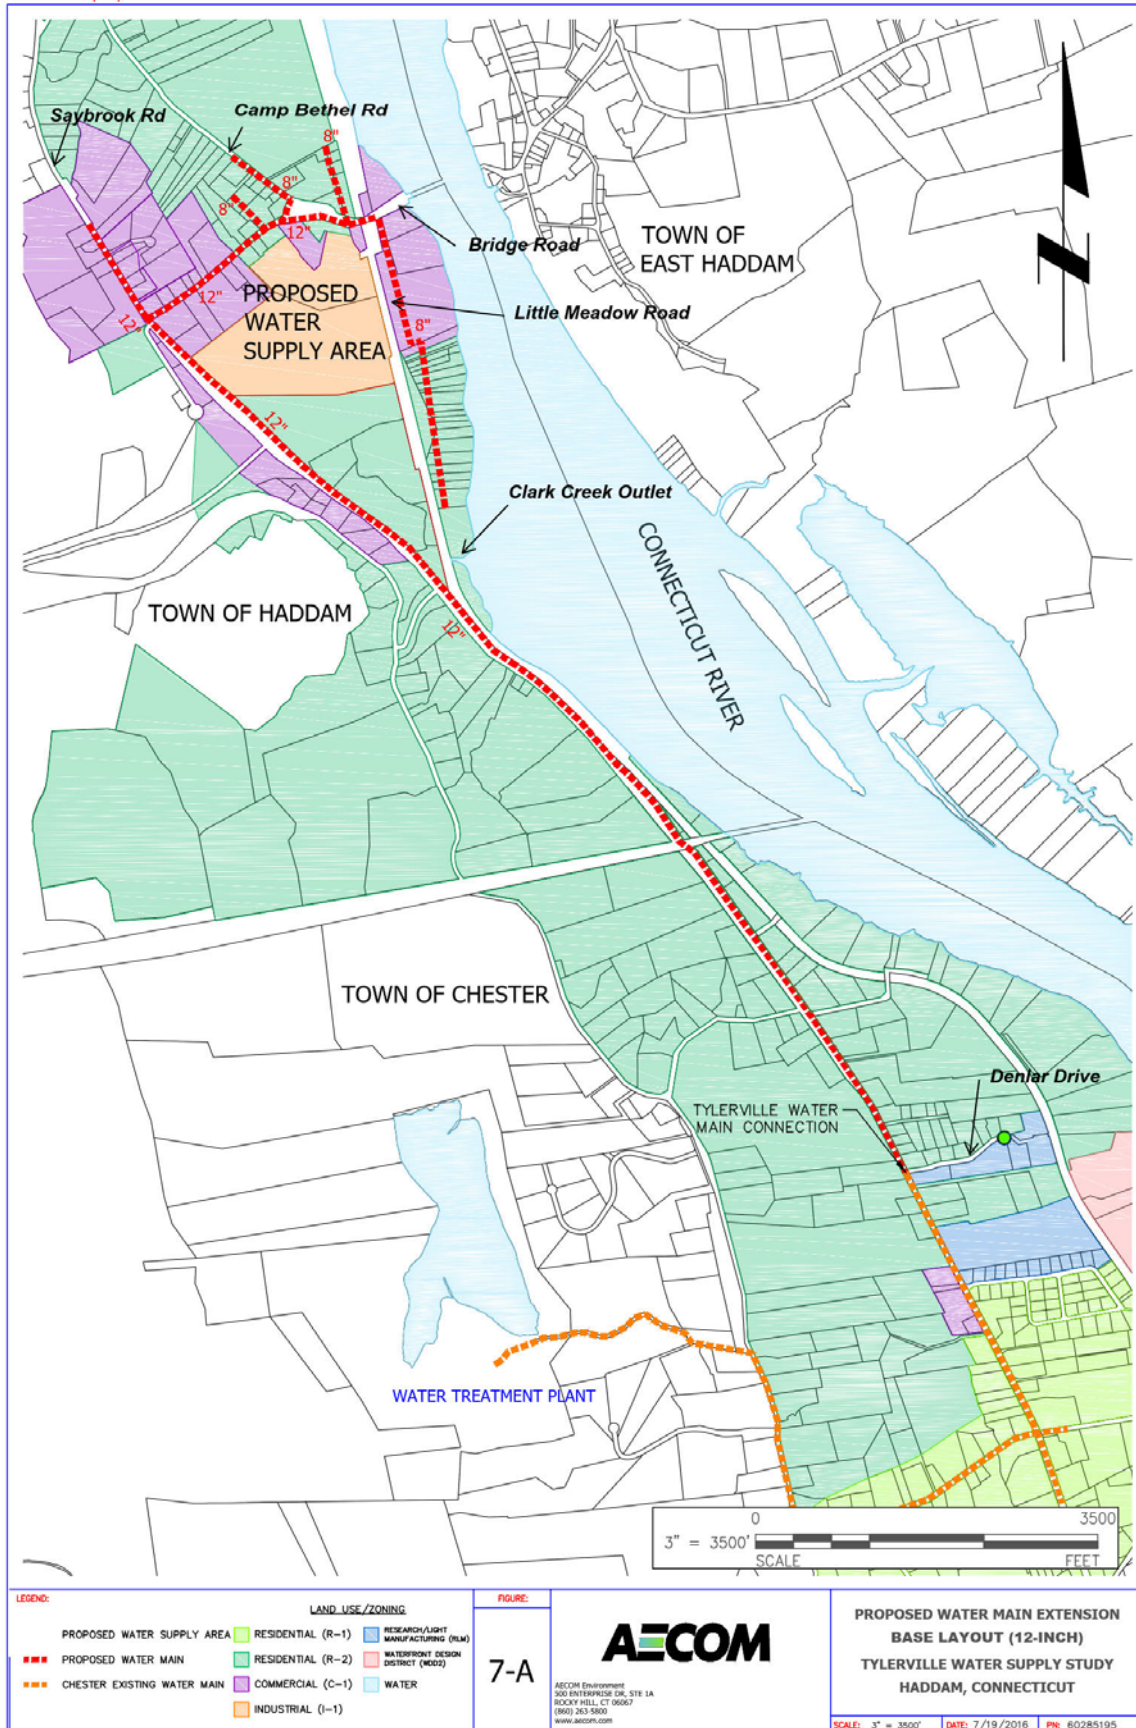 Saybrook Rd
Camp Bethel Rd
8"
8"
8"
12"
Bridge Road
TOWN OF
EAST HADDAM
12"
PROPOSED
WATER
SUPPLY AREA
Little Meadow Road
12"
8"
12"
Clark Creek Outlet
CONNECTICUT RIVER
TOWN OF HADDAM
12"
TOWN OF CHESTER
Denlar Drive
TYLERVILLE WATER
MAIN CONNECTION
WATER TREATMENT PLANT
0 3500
3" = 3500'
SCALE FEET
LEGEND:
PROPOSED WATER SUPPLY AREA
PROPOSED WATER MAIN
CHESTER EXISTING WATER MAIN
LAND USE/ZONING
RESIDENTIAL (R-1)
RESIDENTIAL (R-2)
COMMERCIAL (C-1)
INDUSTRIAL (I-1)
RESEARCH/LIGHT
MANUFACTURING (RLM)
WATERFRONT DESIGN
DISTRICT (WDD2)
WATER
FIGURE:
7-A
AECOM
AECOM Environment
500 ENTERPRISE DR, STE 1A
ROCKY HILL, CT 06067
(860) 263-5800
www.aecom.com
PROPOSED WATER MAIN EXTENSION
BASE LAYOUT (12-INCH)
TYLERVILLE WATER SUPPLY STUDY
HADDAM, CONNECTICUT
SCALE: 3" = 3500' DATE: 7/19/2016 PN: 60285195